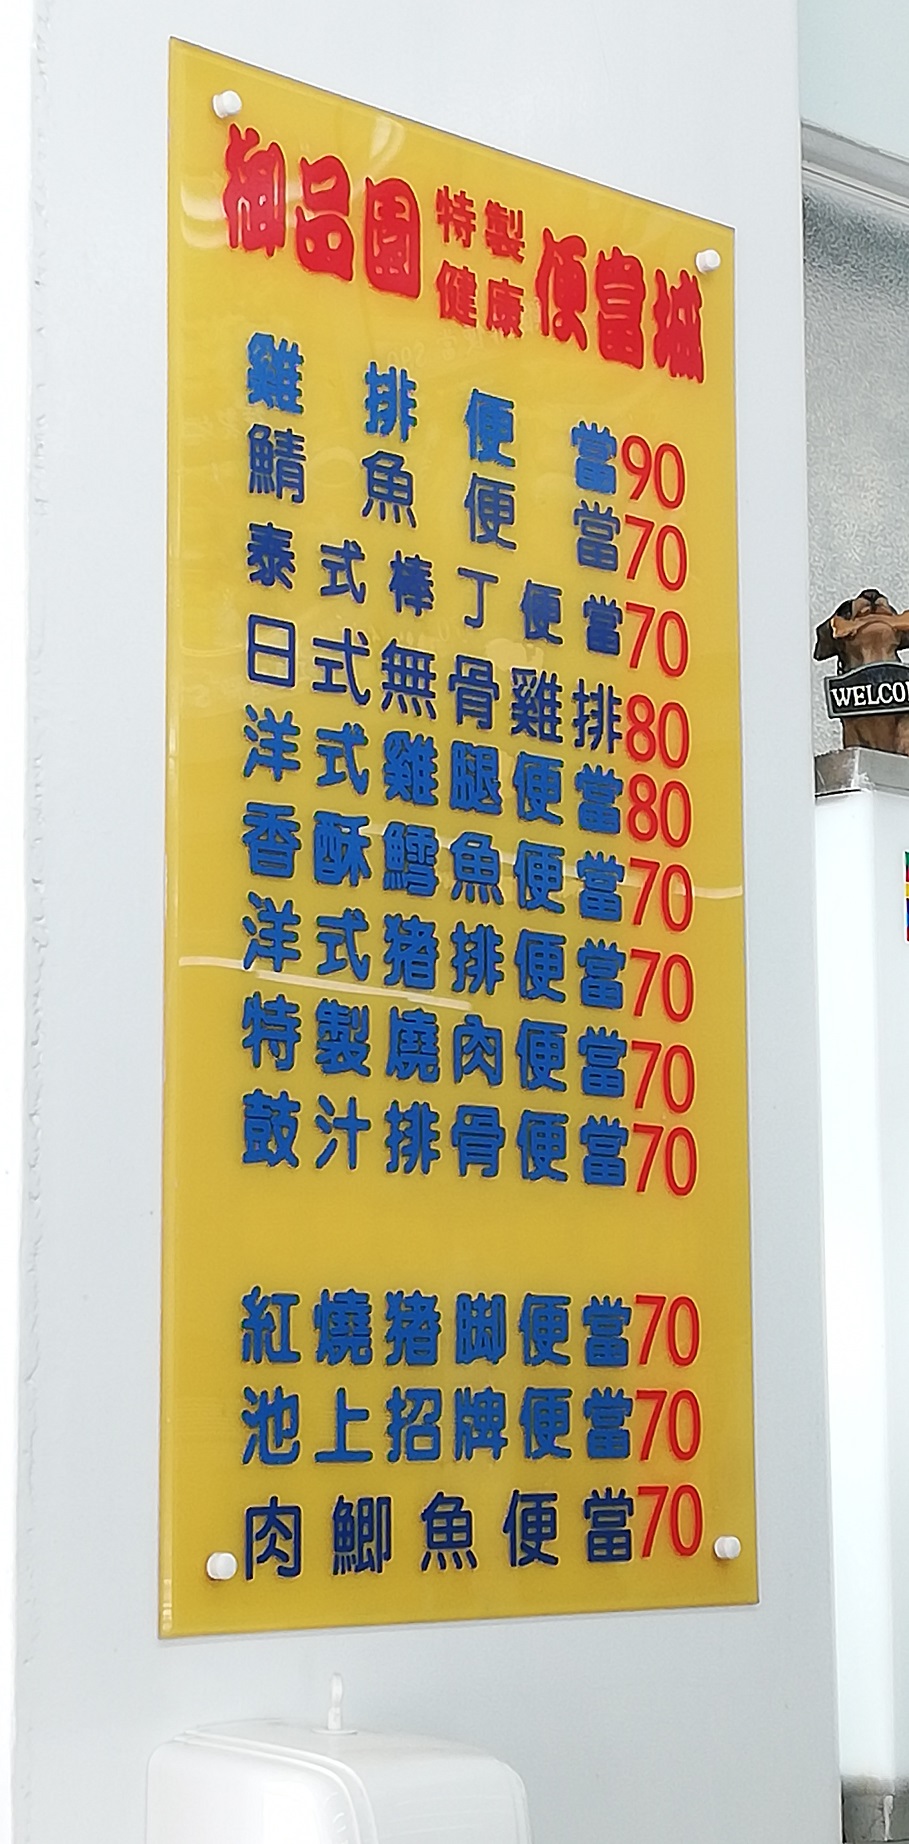 御品園 特製健康 便當城
雞排便當90
鯖魚便當70
泰式棒丁便當70
日式無骨雞排80
洋式雞腿便當80
香酥鱈魚便當70
洋式猪排便當70
特製燒肉便當70
鼓汁排骨便當70
紅燒猪脚便當70
池上招牌便當70
肉鯽魚便當70
WELCO